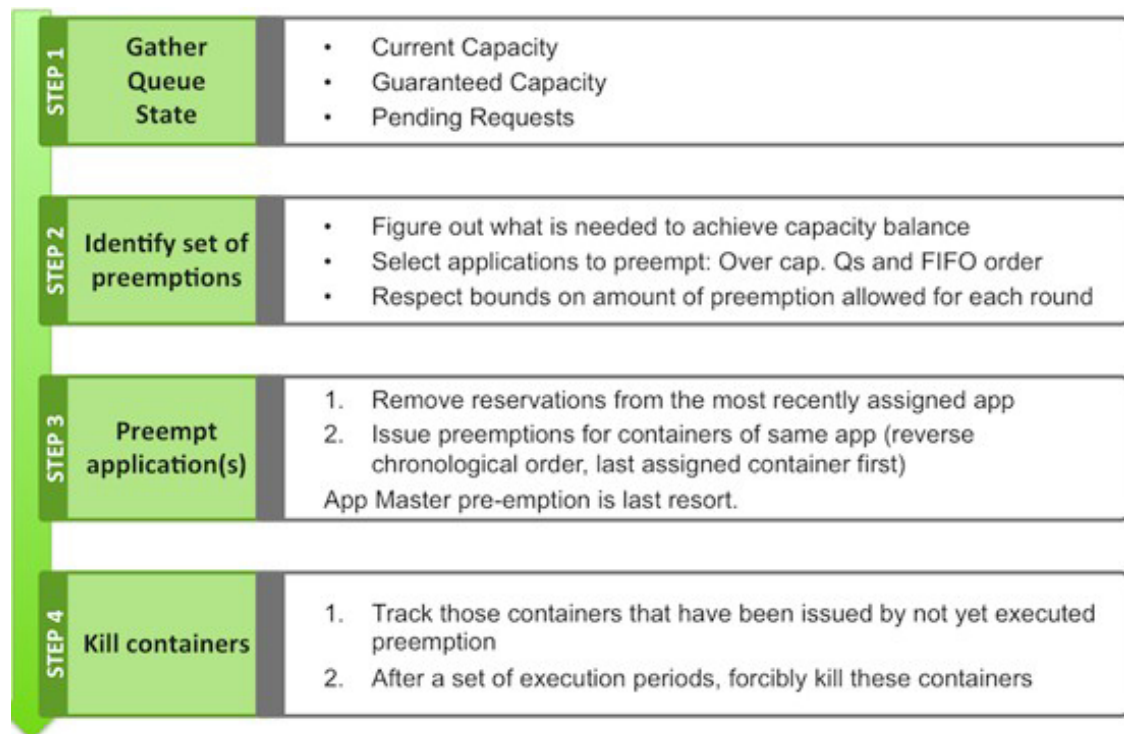 STEP 1
Gather
Queue
State
• Current Capacity
• Guaranteed Capacity
• Pending Requests
STEP 2
Identify set of
preemptions
• Figure out what is needed to achieve capacity balance
• Select applications to preempt: Over cap. Qs and FIFO order
• Respect bounds on amount of preemption allowed for each round
STEP 3
Preempt
application(s)
1. Remove reservations from the most recently assigned app
2. Issue preemptions for containers of same app (reverse
chronological order, last assigned container first)
App Master pre-emption is last resort.
STEP 4
Kill containers
1. Track those containers that have been issued by not yet executed
preemption
2. After a set of execution periods, forcibly kill these containers